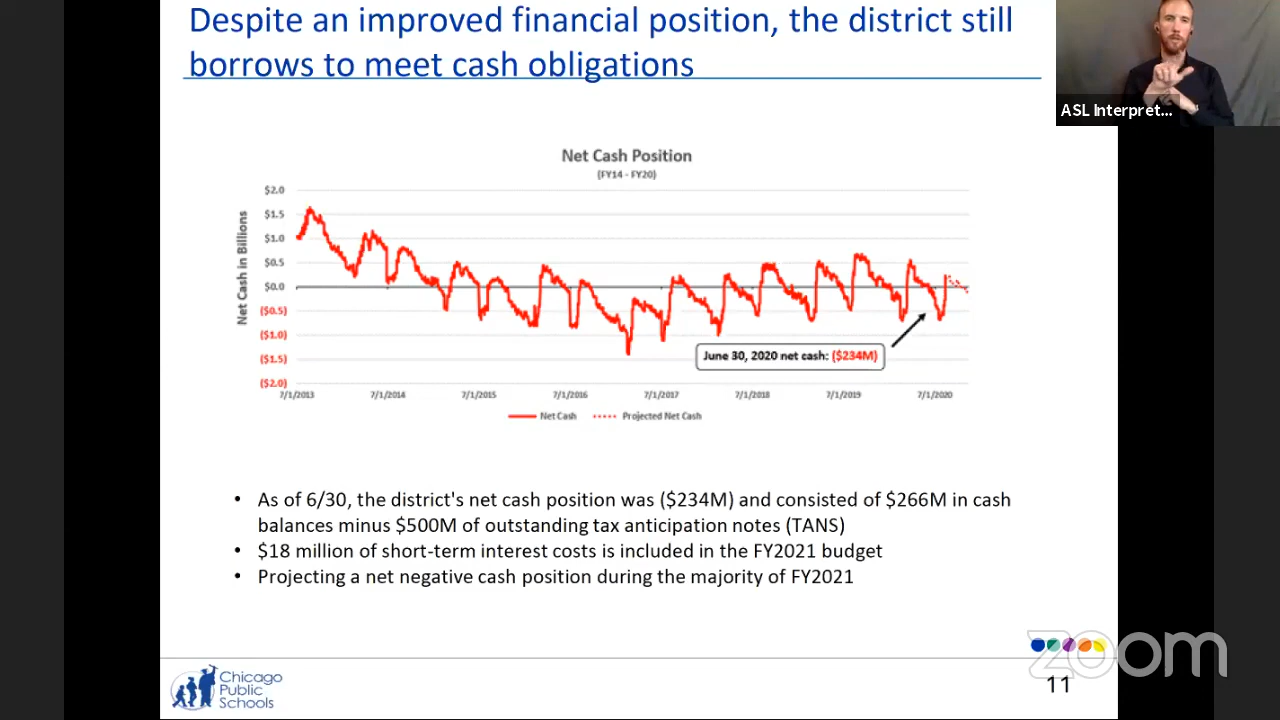 Despite an improved financial position, the district still
borrows to meet cash obligations
ASL Interpret...
Net Cash Position
(FY14 - FY20)
Net Cash in Billions
$2.0
$1.5
$1.0
$0.5
$0.0
($0.5)
($1.0)
($1.5)
($2.0)
June 30, 2020 net cash: ($234M)
7/1/2013 7/1/2014 7/1/2015 7/1/2016 7/1/2017 7/1/2018 7/1/2019 7/1/2020
Net Cash Projected Net Cash
• As of 6/30, the district's net cash position was ($234M) and consisted of $266M in cash
balances minus $500M of outstanding tax anticipation notes (TANS)
• $18 million of short-term interest costs is included in the FY2021 budget
• Projecting a net negative cash position during the majority of FY2021
zoom
Chicago
Public
Schools
11